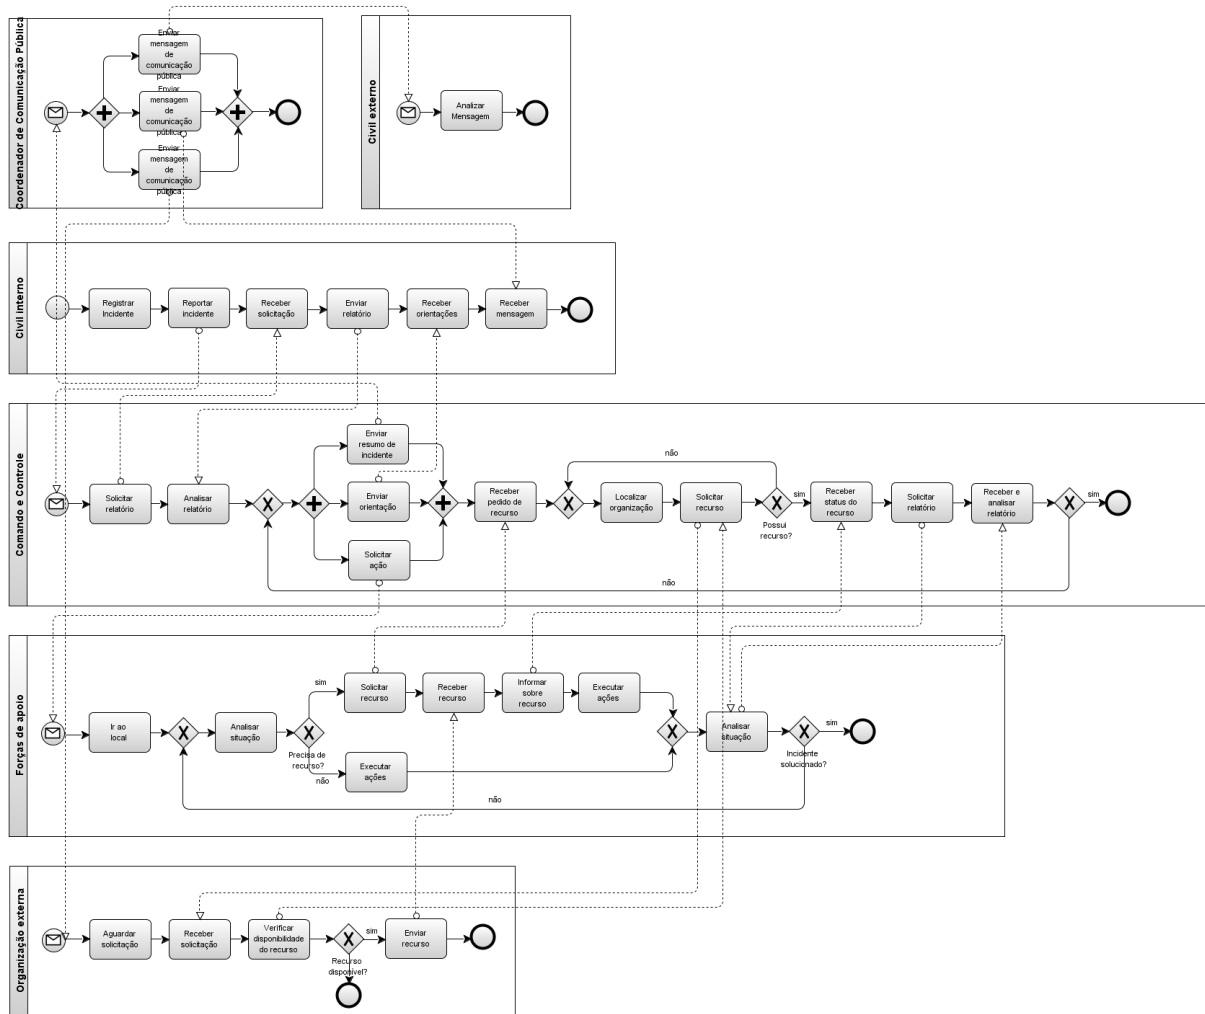 Coordenador de Comunicação Pública
Enviar
mensagem
de
comunicação
pública
Enviar
mensagem
de
comunicação
pública
Enviar
mensagem
de
comunicação
pública
Civil externo
Analizar
Mensagem
Civil interno
Registrar
Incidente
Reportar
incidente
Receber
solicitação
Enviar
relatório
Receber
orientações
Receber
mensagem
Comando e Controle
Solicitar
relatório
Analisar
relatório
Enviar
resumo de
incidente
Enviar
orientação
Solicitar
ação
Receber
pedido de
recurso
não
Localizar
organização
Solicitar
recurso
sim
Possui
recurso?
Receber
status do
recurso
Solicitar
relatório
Receber e
analisar
relatório
sim
não
Forças de apoio
Ir ao
local
Analisar
situação
sim
Precisa de
recurso?
não
Solicitar
recurso
Receber
recurso
Informar
sobre
recurso
Executar
ações
Executar
ações
Analisar
situação
sim
Incidente
solucionado?
não
Organização externa
Aguardar
solicitação
Receber
solicitação
Verificar
disponibilidade
do recurso
sim
Recurso
disponível?
Enviar
recurso